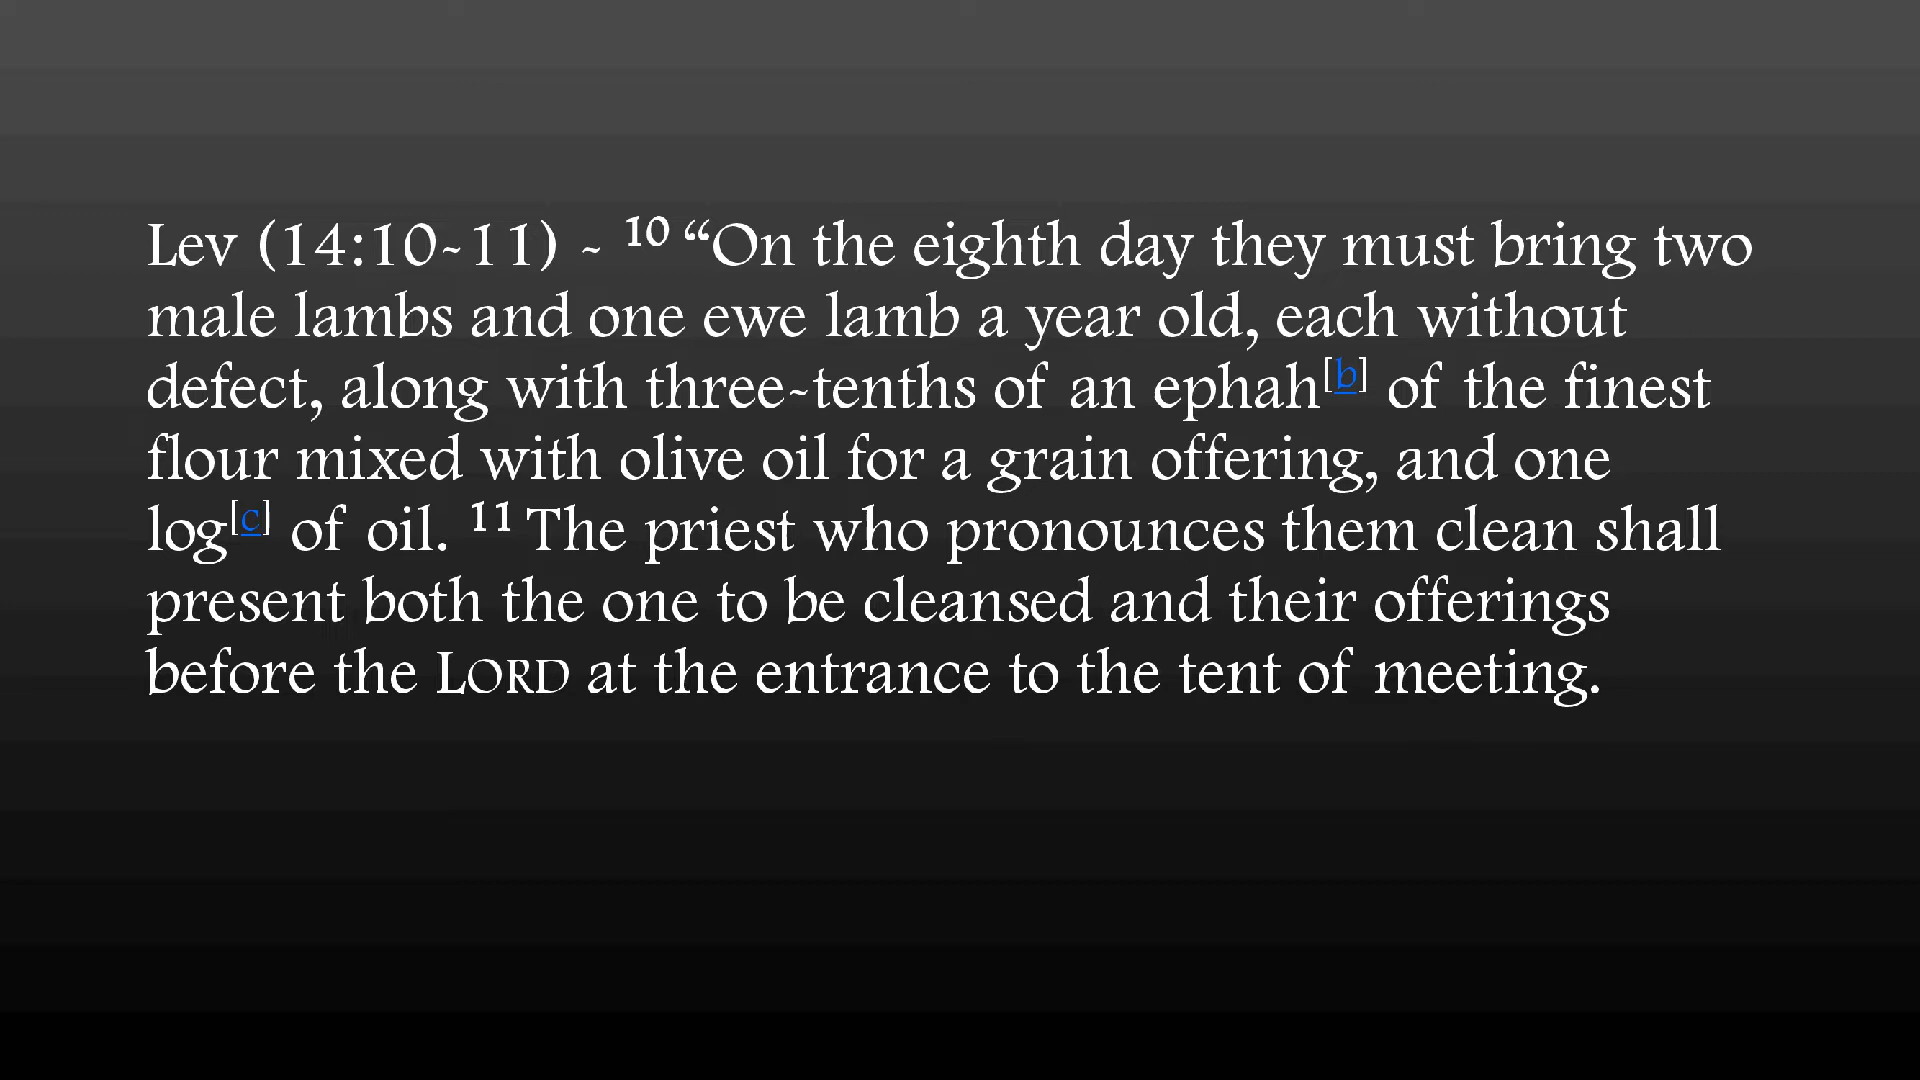 Lev (14:10-11) - 10 “On the eighth day they must bring two
male lambs and one ewe lamb a year old, each without
defect, along with three-tenths of an ephah[b] of the finest
flour mixed with olive oil for a grain offering, and one
log[c] of oil. 11 The priest who pronounces them clean shall
present both the one to be cleansed and their offerings
before the LORD at the entrance to the tent of meeting.